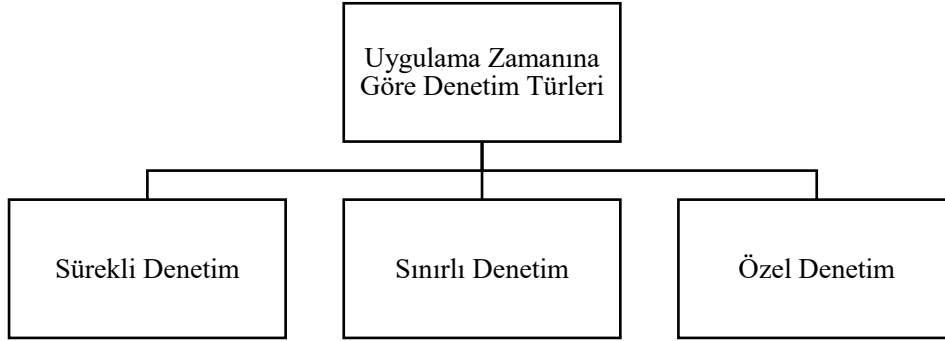 Uygulama Zamanına
Göre Denetim Türleri
Sürekli Denetim
Sınırlı Denetim
Özel Denetim